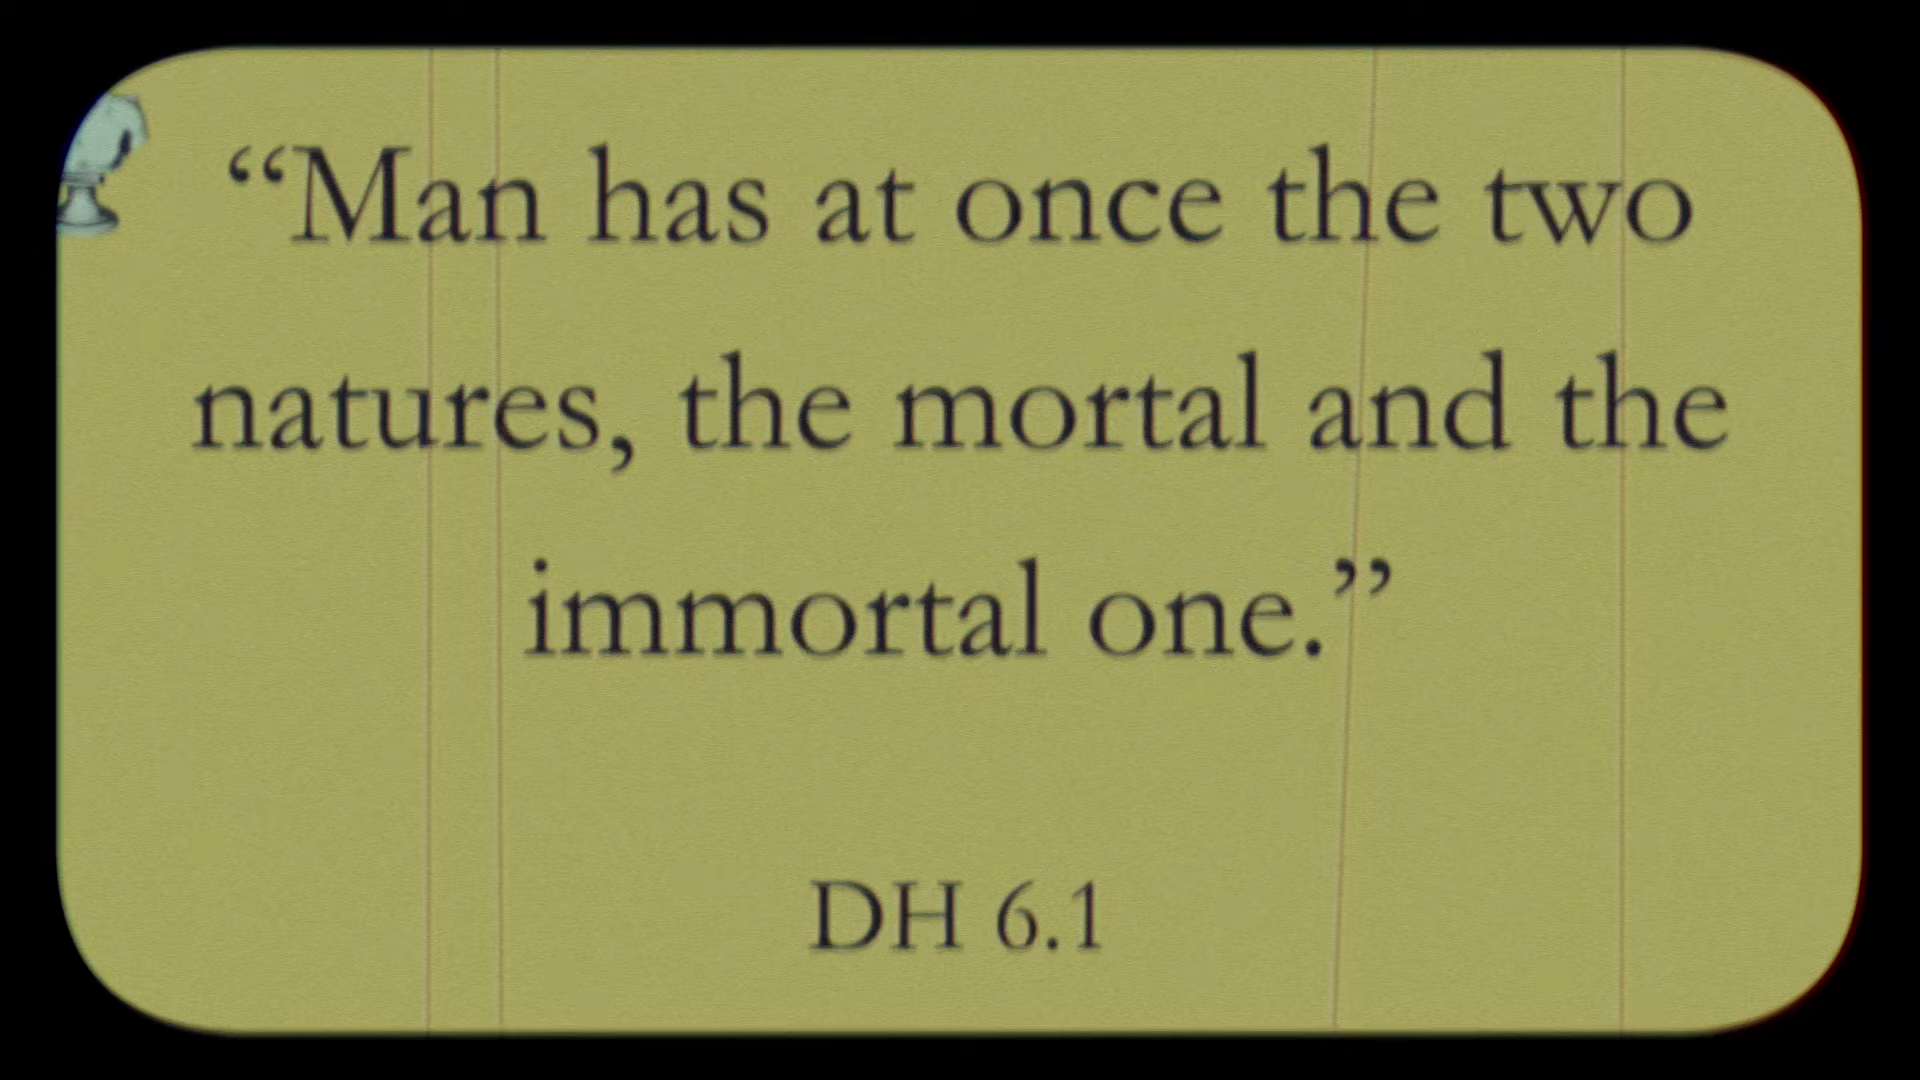 “Man has at once the two
natures, the mortal and the
immortal one.”
DH 6.1